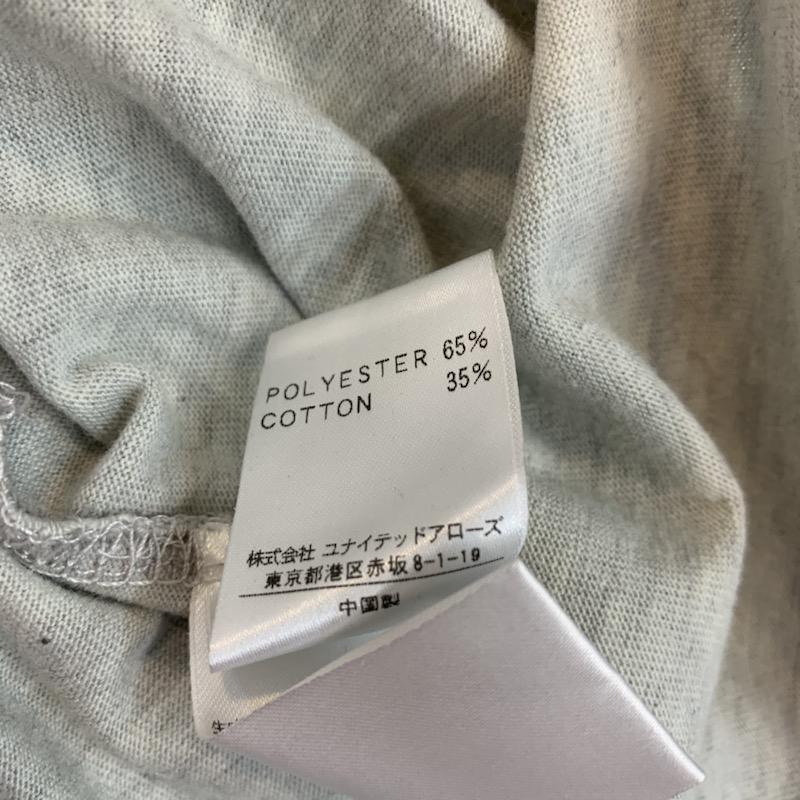 POLYESTER 65%
COTTON 35%
株式会社 ユナイテッドアローズ
東京都港区赤坂8-1-19
中国製